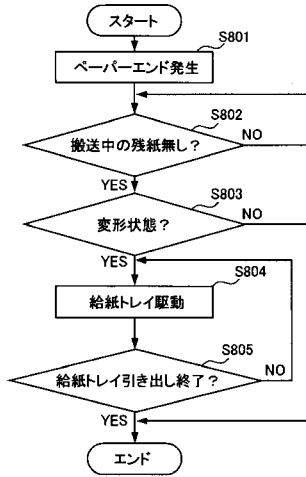 スタート
S801
ペーパーエンド発生
S802
搬送中の残紙無し？
NO
YES
S803
変形状態？
NO
YES
S804
給紙トレイ駆動
S805
給紙トレイ引き出し終了？
NO
YES
エンド